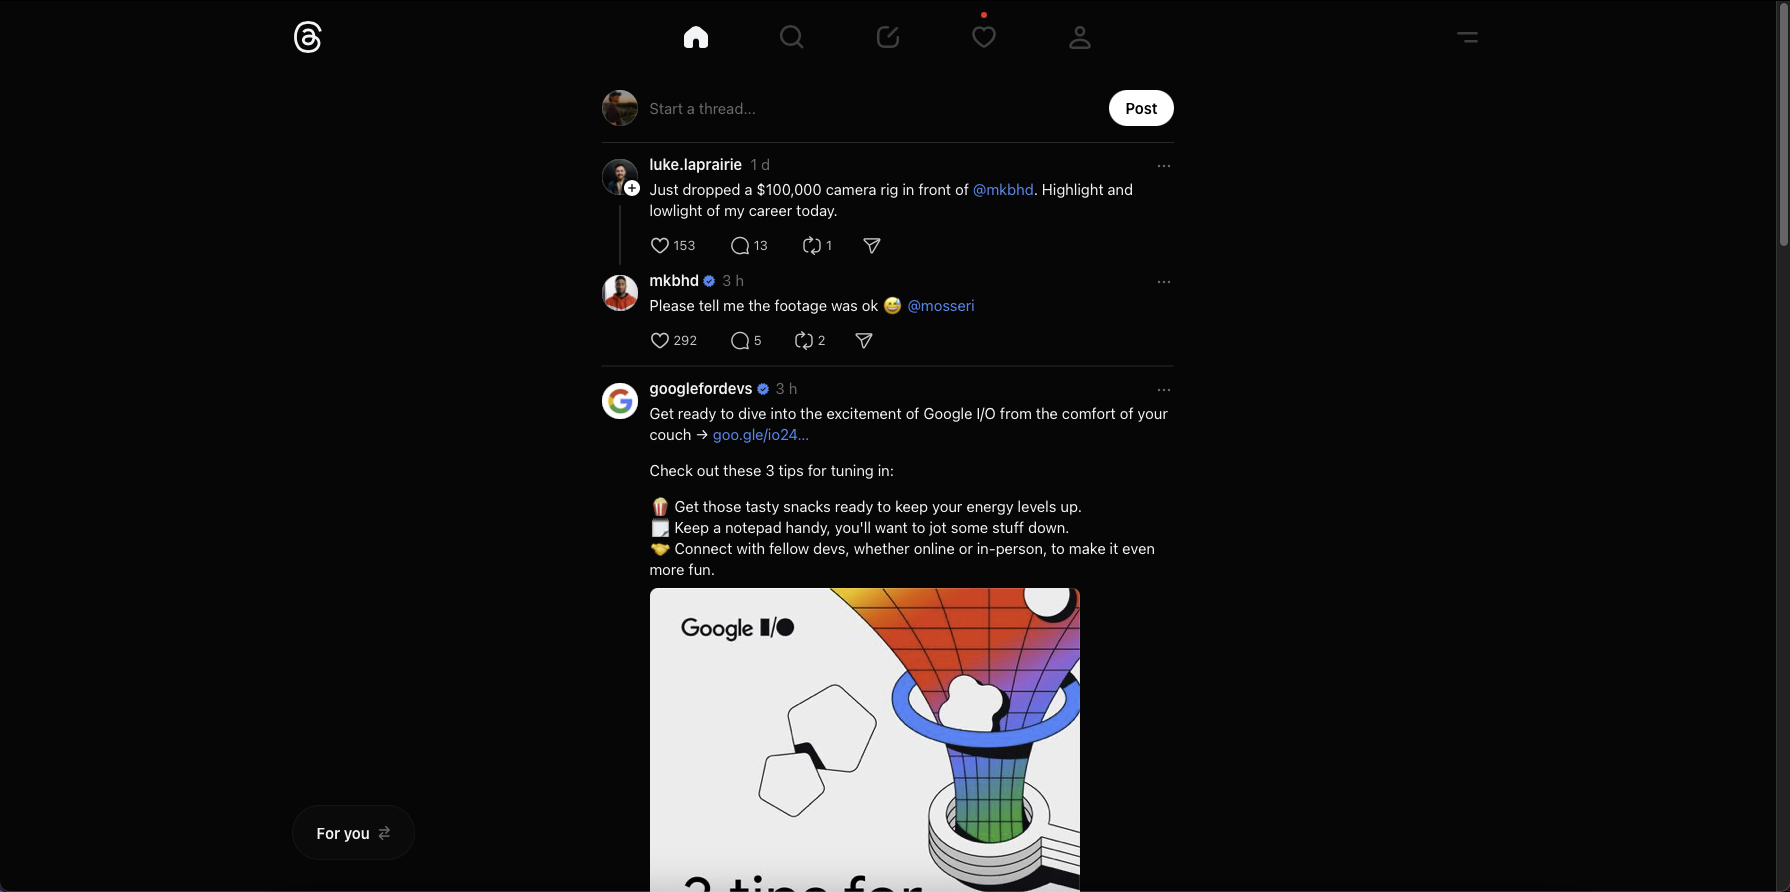 Start a thread...
Post
luke.laprairie 1 d
Just dropped a $100,000 camera rig in front of @mkbhd. Highlight and
lowlight of my career today.
153 13 1
mkbhd 3 h
Please tell me the footage was ok 😅 @mosseri
292 5 2
googlefordevs 3 h
Get ready to dive into the excitement of Google I/O from the comfort of your
couch → goo.gle/io24...
Check out these 3 tips for tuning in:
🍿 Get those tasty snacks ready to keep your energy levels up.
🗒️ Keep a notepad handy, you'll want to jot some stuff down.
🤝 Connect with fellow devs, whether online or in-person, to make it even
more fun.
Google I/O
3 tips for
For you